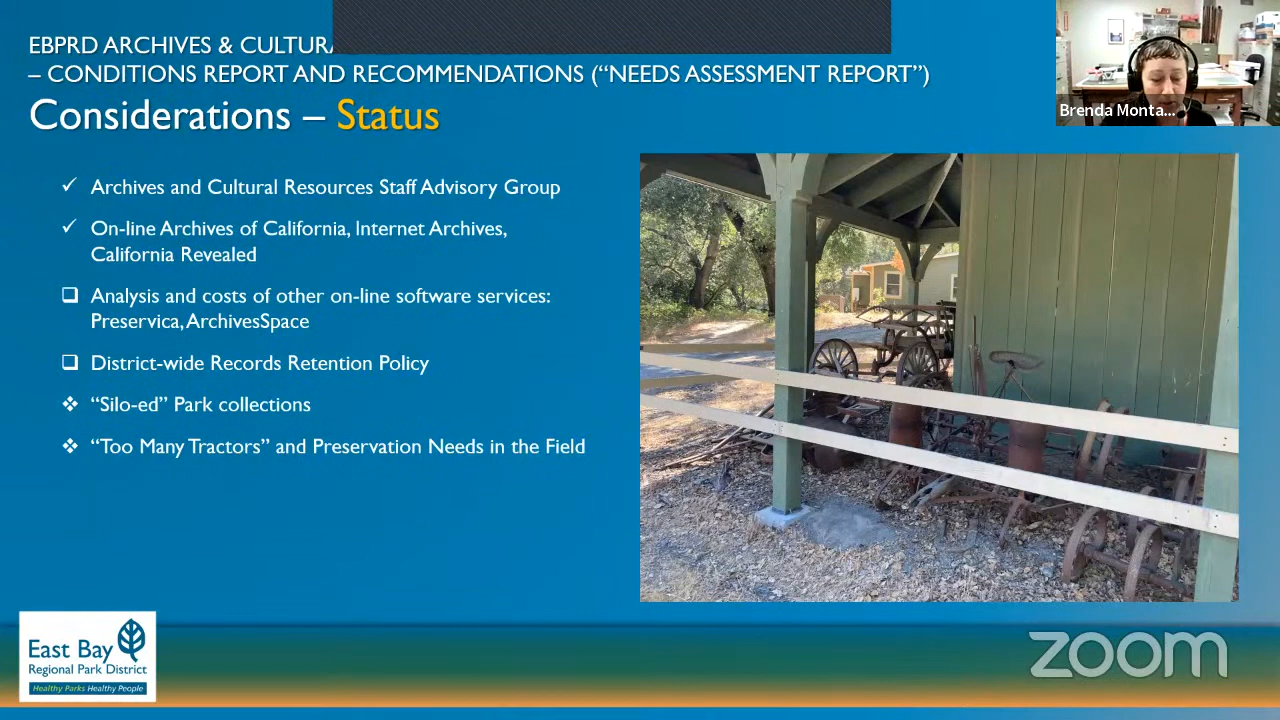 EBPRD ARCHIVES & CULTURA
– CONDITIONS REPORT AND RECOMMENDATIONS (“NEEDS ASSESSMENT REPORT”)
Considerations – Status
Brenda Monta...
✓ Archives and Cultural Resources Staff Advisory Group
✓ On-line Archives of California, Internet Archives,
California Revealed
❑ Analysis and costs of other on-line software services:
Preservica, ArchivesSpace
❑ District-wide Records Retention Policy
❖ “Silo-ed” Park collections
❖ “Too Many Tractors” and Preservation Needs in the Field
East Bay
Regional Park District
Healthy Parks Healthy People
zoom